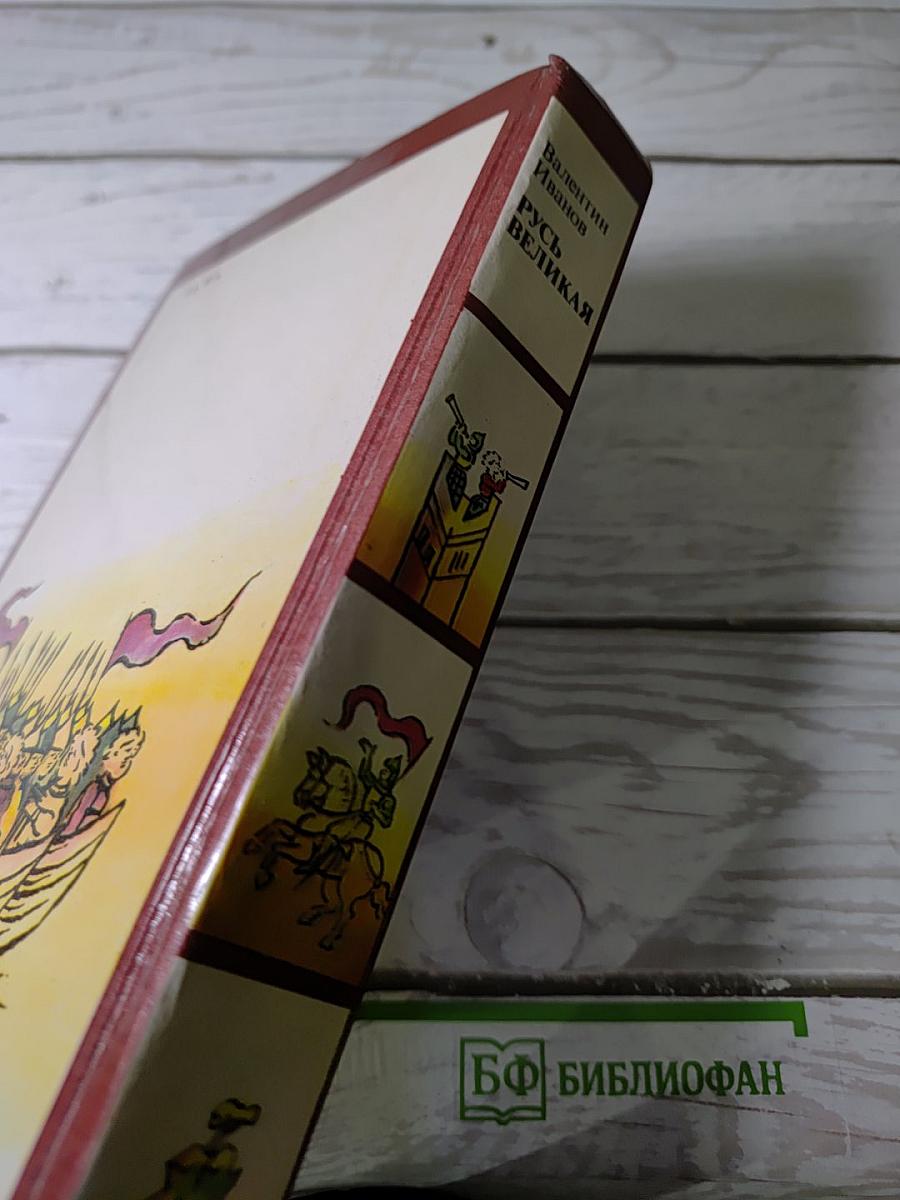 Валентин
Иванов
РУСЬ
ВЕЛИКАЯ
БФ БИБЛИОФАН